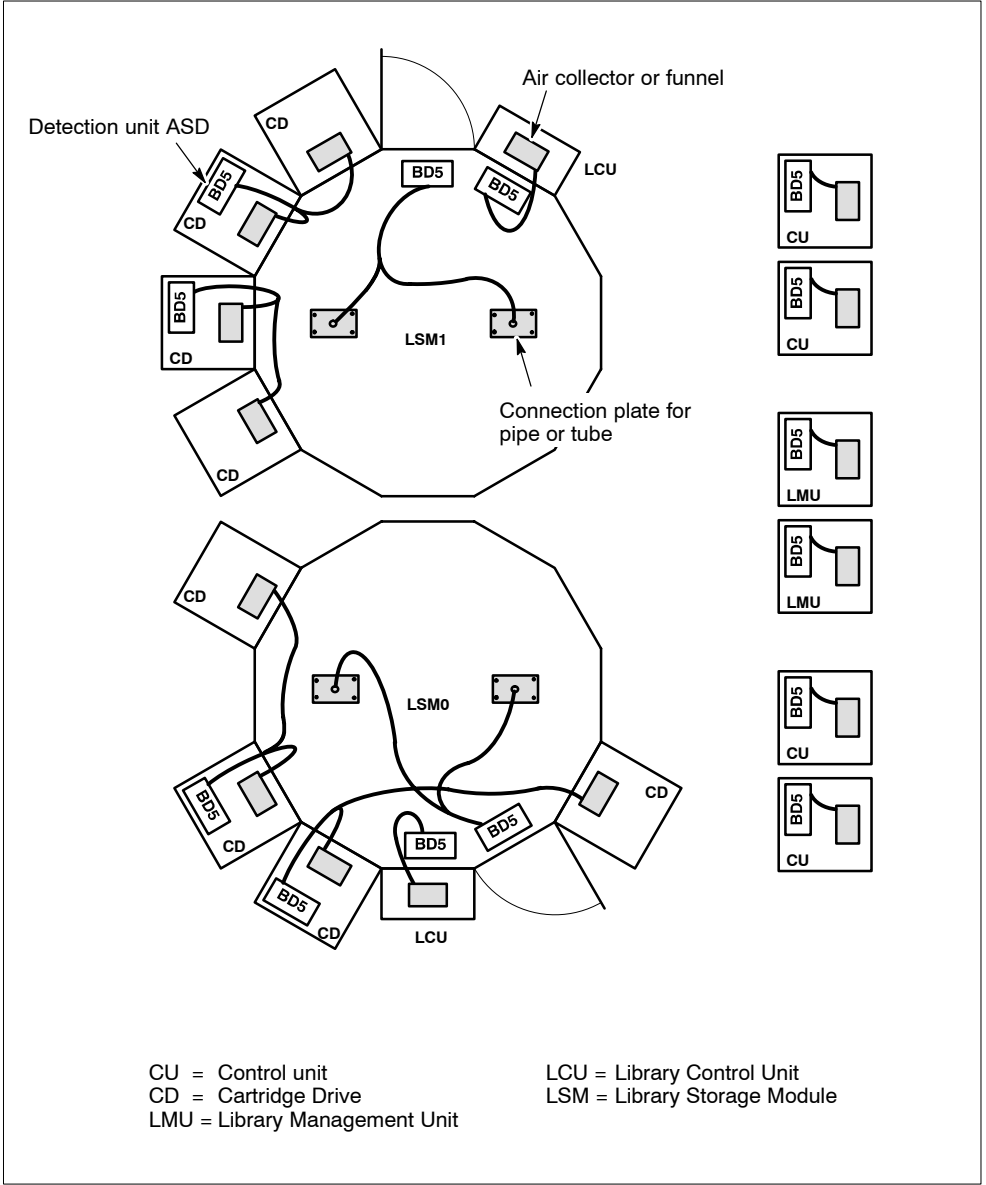 Air collector or funnel
Detection unit ASD
CD
BD5
LCU
BD5
BD5
BD5
CD
CU
BD5
BD5
CD
CU
LSM1
Connection plate for
pipe or tube
CD
BD5
LMU
BD5
LMU
CD
LSM0
BD5
CU
BD5
CD
BD5
CD
BD5
BD5
CU
BD5
CD
LCU
CU = Control unit
CD = Cartridge Drive
LMU = Library Management Unit
LCU = Library Control Unit
LSM = Library Storage Module